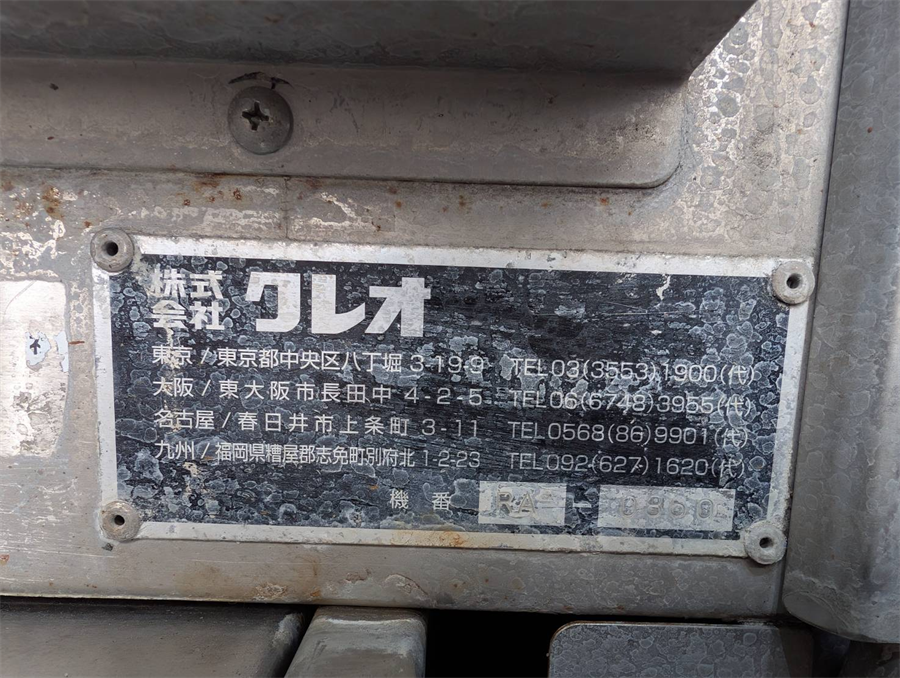 株式会社 クレオ
東京/東京都中央区八丁堀 3-19-9 TEL03(3553)1900(代)
大阪/東大阪市長田中 4-2-5 TEL06(6748)3955(代)
名古屋/春日井市上条町 3-11 TEL0568(86)9901(代)
九州/福岡県糟屋郡志免町別府北 1-2-23 TEL092-(627)1620(代)
機番 RA-